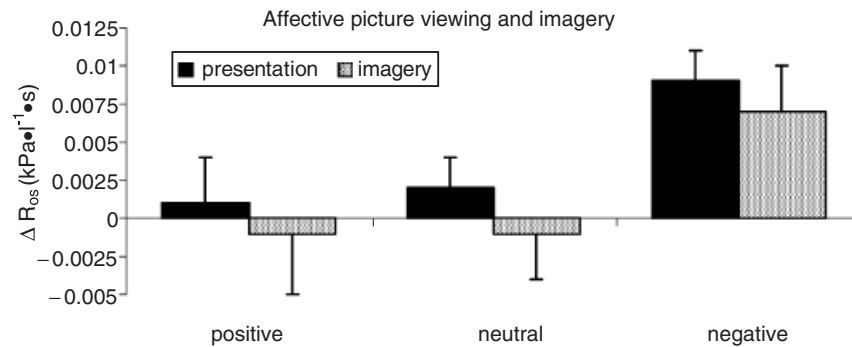 Affective picture viewing and imagery
presentation imagery
Δ R_os (kPa•l⁻¹•s)
0.0125
0.01
0.0075
0.005
0.0025
0
−0.0025
−0.005
positive neutral negative